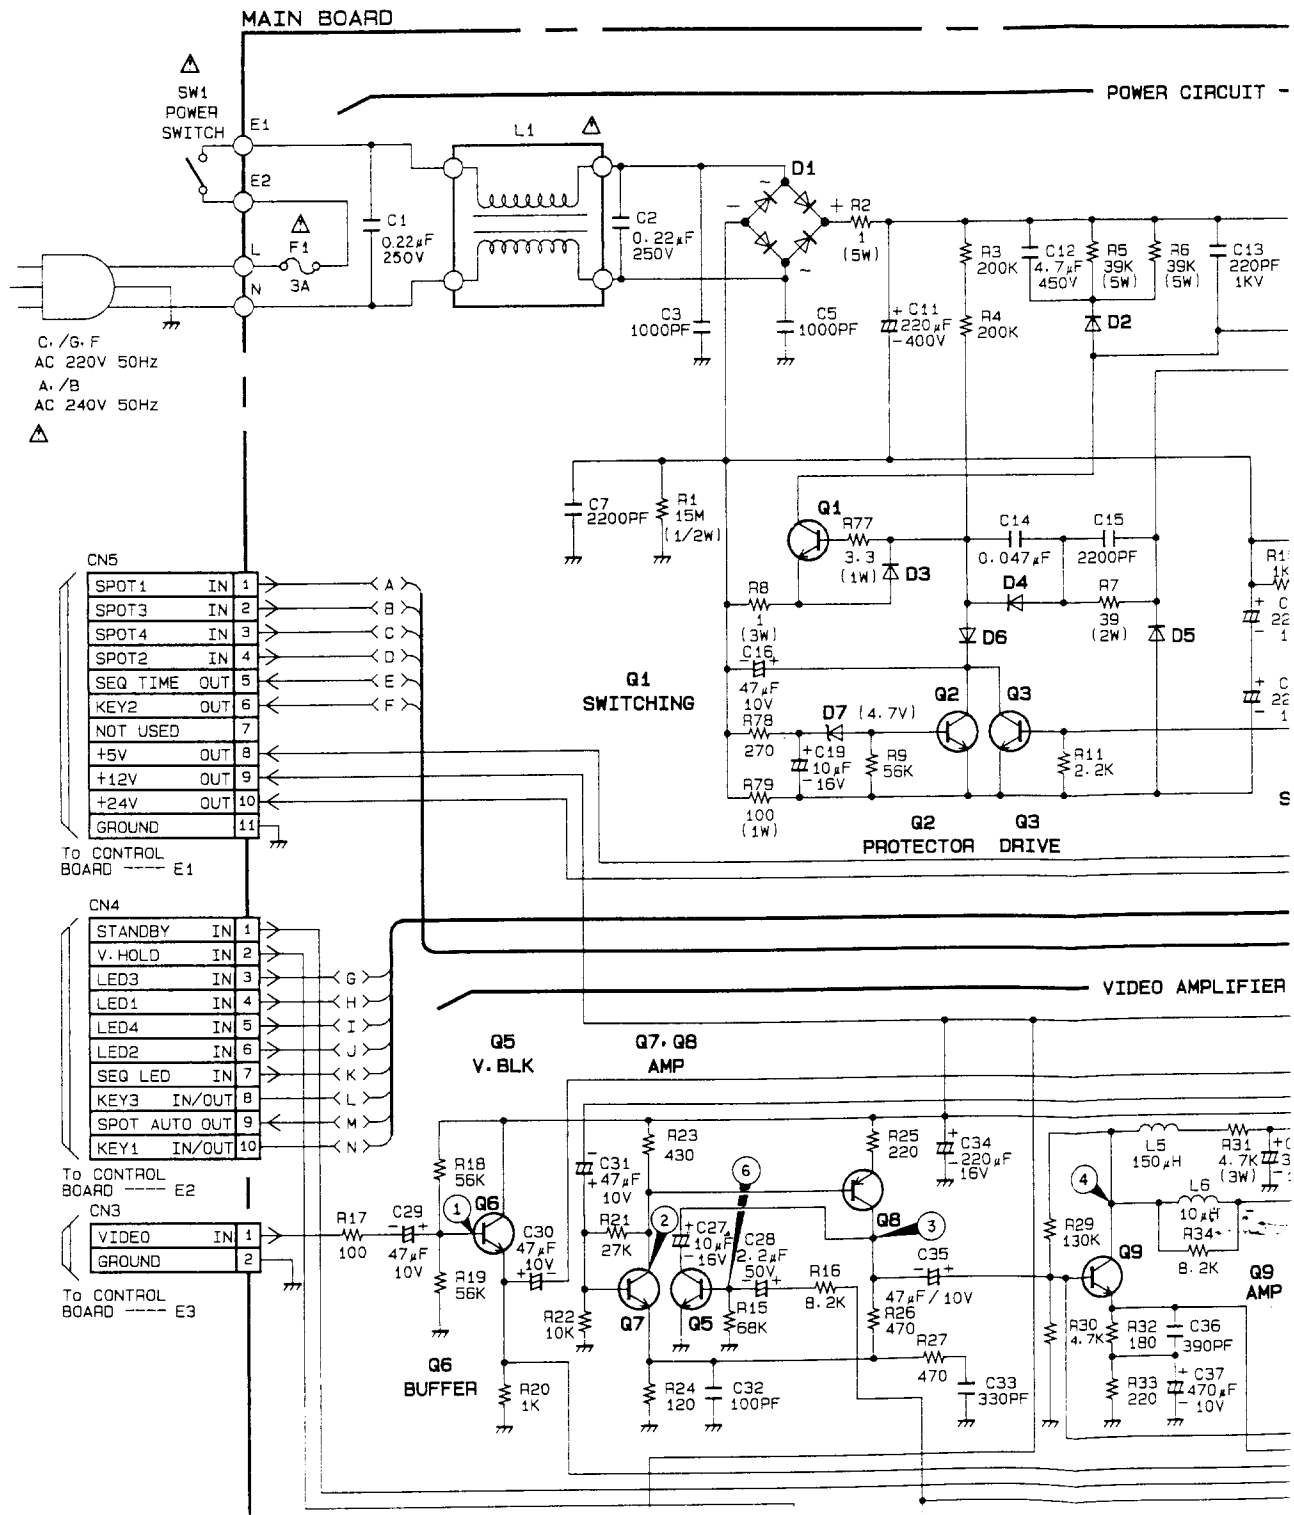 MAIN BOARD
POWER CIRCUIT
SW1
POWER
SWITCH
E1
E2
L
N
F1
3A
C1
0.22µF
250V
L1
C2
0.22µF
250V
D1
R2
1
(5W)
R3
200K
R4
200K
C12
4.7µF
450V
R5
39K
(5W)
R6
39K
(5W)
C13
220PF
1KV
C3
1000PF
C5
1000PF
C11
220µF
400V
D2
C./G.F
AC 220V 50Hz
A./B
AC 240V 50Hz
C7
2200PF
R1
15M
(1/2W)
Q1
R77
3.3
(1W)
D3
C14
0.047µF
C15
2200PF
D4
R7
39
(2W)
D5
D6
R8
1
(3W)
C16
47µF
10V
Q1
SWITCHING
R78
270
D7 (4.7V)
C19
10µF
16V
R9
56K
Q2
Q3
R11
2.2K
R79
100
(1W)
Q2
PROTECTOR
Q3
DRIVE
CN5
SPOT1 IN 1 A
SPOT3 IN 2 B
SPOT4 IN 3 C
SPOT2 IN 4 D
SEQ TIME OUT 5 E
KEY2 OUT 6 F
NOT USED 7
+5V OUT 8
+12V OUT 9
+24V OUT 10
GROUND 11
To CONTROL
BOARD ---- E1
CN4
STANDBY IN 1
V.HOLD IN 2
LED3 IN 3 G
LED1 IN 4 H
LED4 IN 5 I
LED2 IN 6 J
SEQ LED IN 7 K
KEY3 IN/OUT 8 L
SPOT AUTO OUT 9 M
KEY1 IN/OUT 10 N
To CONTROL
BOARD ---- E2
CN3
VIDEO IN 1
GROUND 2
To CONTROL
BOARD ---- E3
VIDEO AMPLIFIER
Q5
V.BLK
Q7,Q8
AMP
R17
100
C29
47µF
10V
R18
56K
R19
56K
1
Q6
C30
47µF
10V
Q6
BUFFER
R20
1K
C31
47µF
10V
R21
27K
R22
10K
R23
430
2
Q7
R24
120
C32
100PF
C27
10µF
16V
Q5
6
C28
2.2µF
50V
R15
68K
R16
8.2K
R25
220
Q8
3
C34
220µF
16V
C35
47µF/10V
R26
470
R27
470
C33
330PF
4
R29
130K
R30
4.7K
L5
150µH
R31
4.7K
(3W)
L6
10µH
R34
8.2K
Q9
Q9
AMP
R32
180
C36
390PF
R33
220
C37
470µF
10V